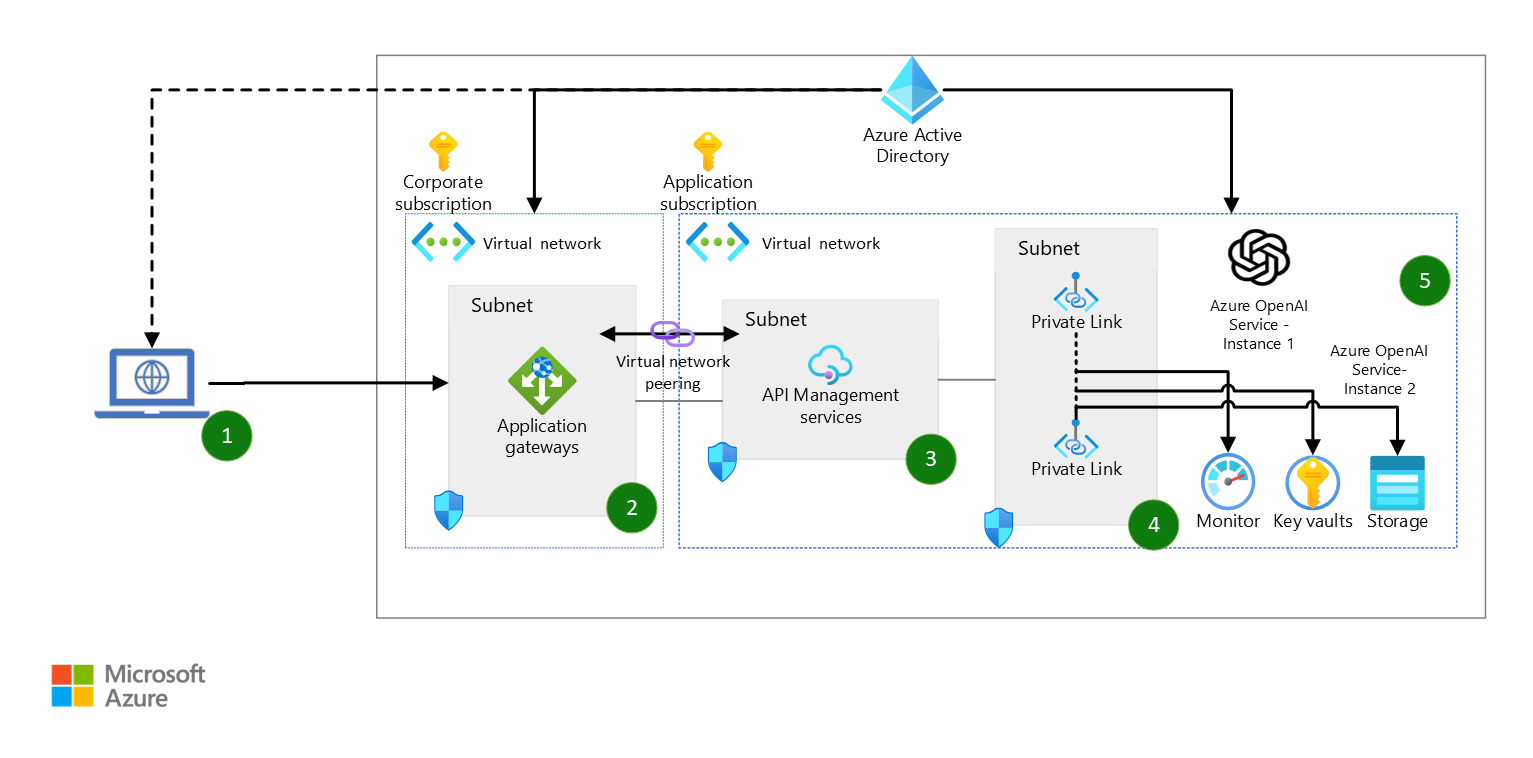 Azure Active
Directory
Corporate
subscription
Application
subscription
Virtual network
Virtual network
Subnet
Subnet
Subnet
Private Link
Azure OpenAI
Service -
Instance 1
5
Azure OpenAI
Service-
Instance 2
Virtual network
peering
API Management
services
Application
gateways
1
2
3
Private Link
4
Monitor
Key vaults
Storage
Microsoft
Azure